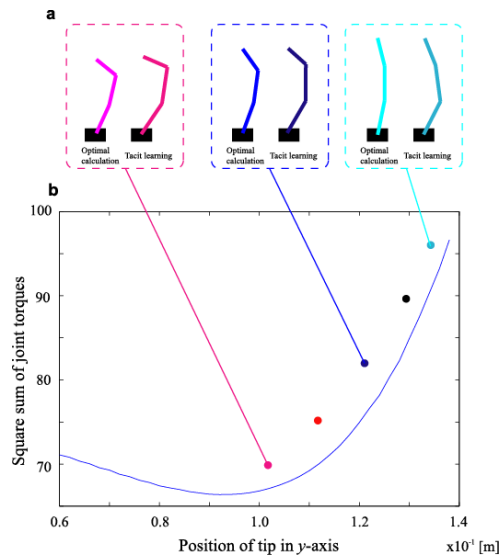 a
Optimal
calculation
Tacit learning
Optimal
calculation
Tacit learning
Optimal
calculation
Tacit learning
b
100
90
80
70
Square sum of joint torques
0.6
0.8
1.0
1.2
1.4
Position of tip in y-axis
x10⁻¹ [m]